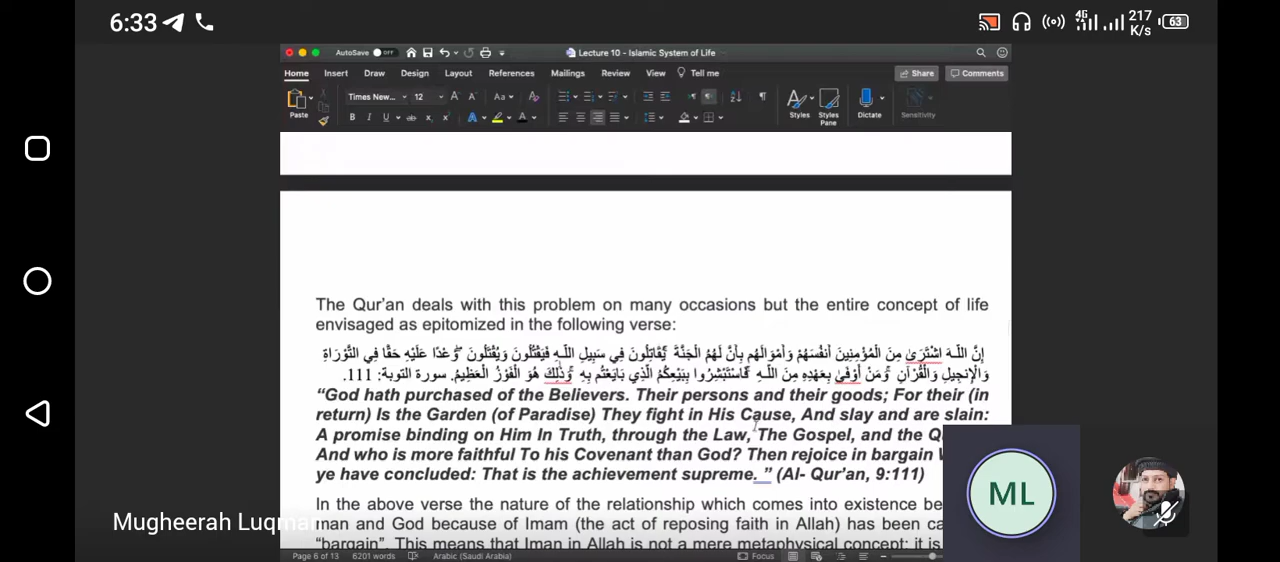 6:33
4G 217 K/s 63
AutoSave OFF Lecture 10 - Islamic System of Life
Home Insert Draw Design Layout References Mailings Review View Tell me Share Comments
Paste Times New... 12 Aa Styles Styles Pane Dictate Sensitivity
The Qur'an deals with this problem on many occasions but the entire concept of life
envisaged as epitomized in the following verse:
إِنَّ اللَّـهَ اشْتَرَىٰ مِنَ الْمُؤْمِنِينَ أَنفُسَهُمْ وَأَمْوَالَهُم بِأَنَّ لَهُمُ الْجَنَّةَ ۚ يُقَاتِلُونَ فِي سَبِيلِ اللَّـهِ فَيَقْتُلُونَ وَيُقْتَلُونَ ۖ وَعْدًا عَلَيْهِ حَقًّا فِي التَّوْرَاةِ
وَالْإِنجِيلِ وَالْقُرْآنِ ۚ وَمَنْ أَوْفَىٰ بِعَهْدِهِ مِنَ اللَّـهِ ۚ فَاسْتَبْشِرُوا بِبَيْعِكُمُ الَّذِي بَايَعْتُم بِهِ ۚ وَذَٰلِكَ هُوَ الْفَوْزُ الْعَظِيمُ. سورة التوبة: 111.
“God hath purchased of the Believers. Their persons and their goods; For their (in
return) Is the Garden (of Paradise) They fight in His Cause, And slay and are slain:
A promise binding on Him In Truth, through the Law, The Gospel, and the
And who is more faithful To his Covenant than God? Then rejoice in bargain
ye have concluded: That is the achievement supreme. ” (Al- Qur'an, 9:111)
In the above verse the nature of the relationship which comes into existence
man and God because of Imam (the act of reposing faith in Allah) has been
“bargain”. This means that Iman in Allah is not a mere metaphysical concept; it is
Mugheerah Luqman
ML
Page 6 of 13 6201 words Arabic (Saudi Arabia) Focus